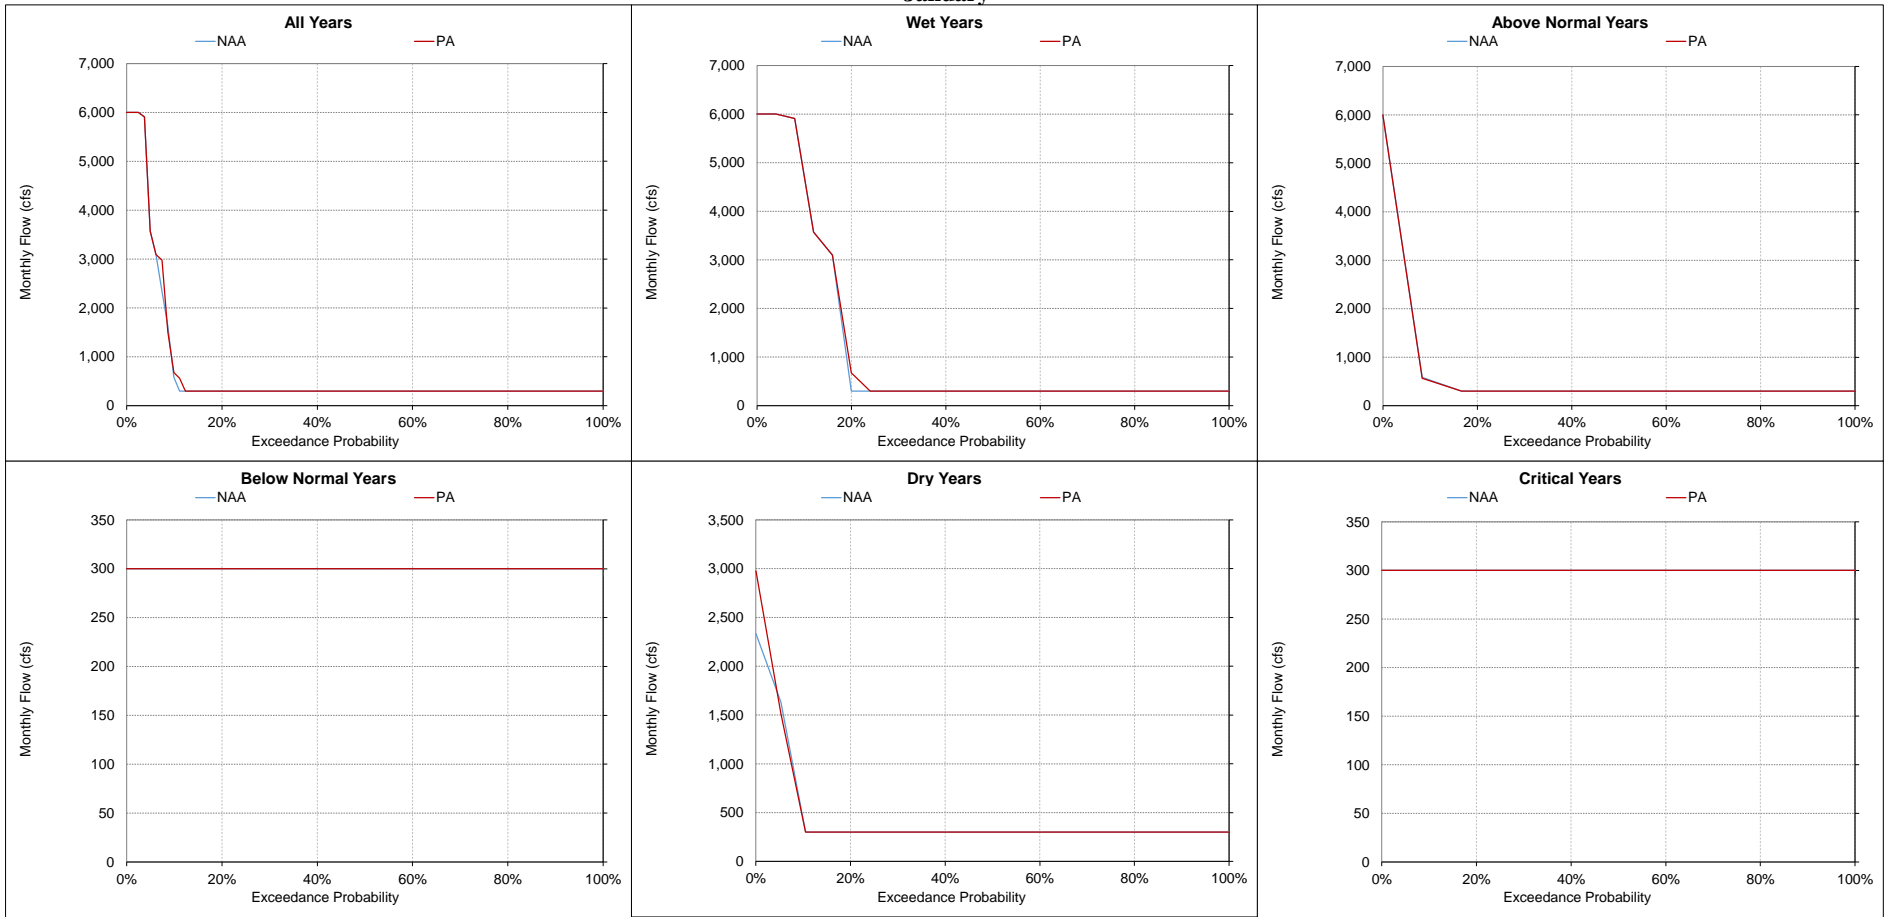 All Years
NAA PA
7,000
6,000
5,000
4,000
3,000
2,000
1,000
0
Monthly Flow (cfs)
0% 20% 40% 60% 80% 100%
Exceedance Probability
Wet Years
NAA PA
7,000
6,000
5,000
4,000
3,000
2,000
1,000
0
Monthly Flow (cfs)
0% 20% 40% 60% 80% 100%
Exceedance Probability
Above Normal Years
NAA PA
7,000
6,000
5,000
4,000
3,000
2,000
1,000
0
Monthly Flow (cfs)
0% 20% 40% 60% 80% 100%
Exceedance Probability
Below Normal Years
NAA PA
350
300
250
200
150
100
50
0
Monthly Flow (cfs)
0% 20% 40% 60% 80% 100%
Exceedance Probability
Dry Years
NAA PA
3,500
3,000
2,500
2,000
1,500
1,000
500
0
Monthly Flow (cfs)
0% 20% 40% 60% 80% 100%
Exceedance Probability
Critical Years
NAA PA
350
300
250
200
150
100
50
0
Monthly Flow (cfs)
0% 20% 40% 60% 80% 100%
Exceedance Probability